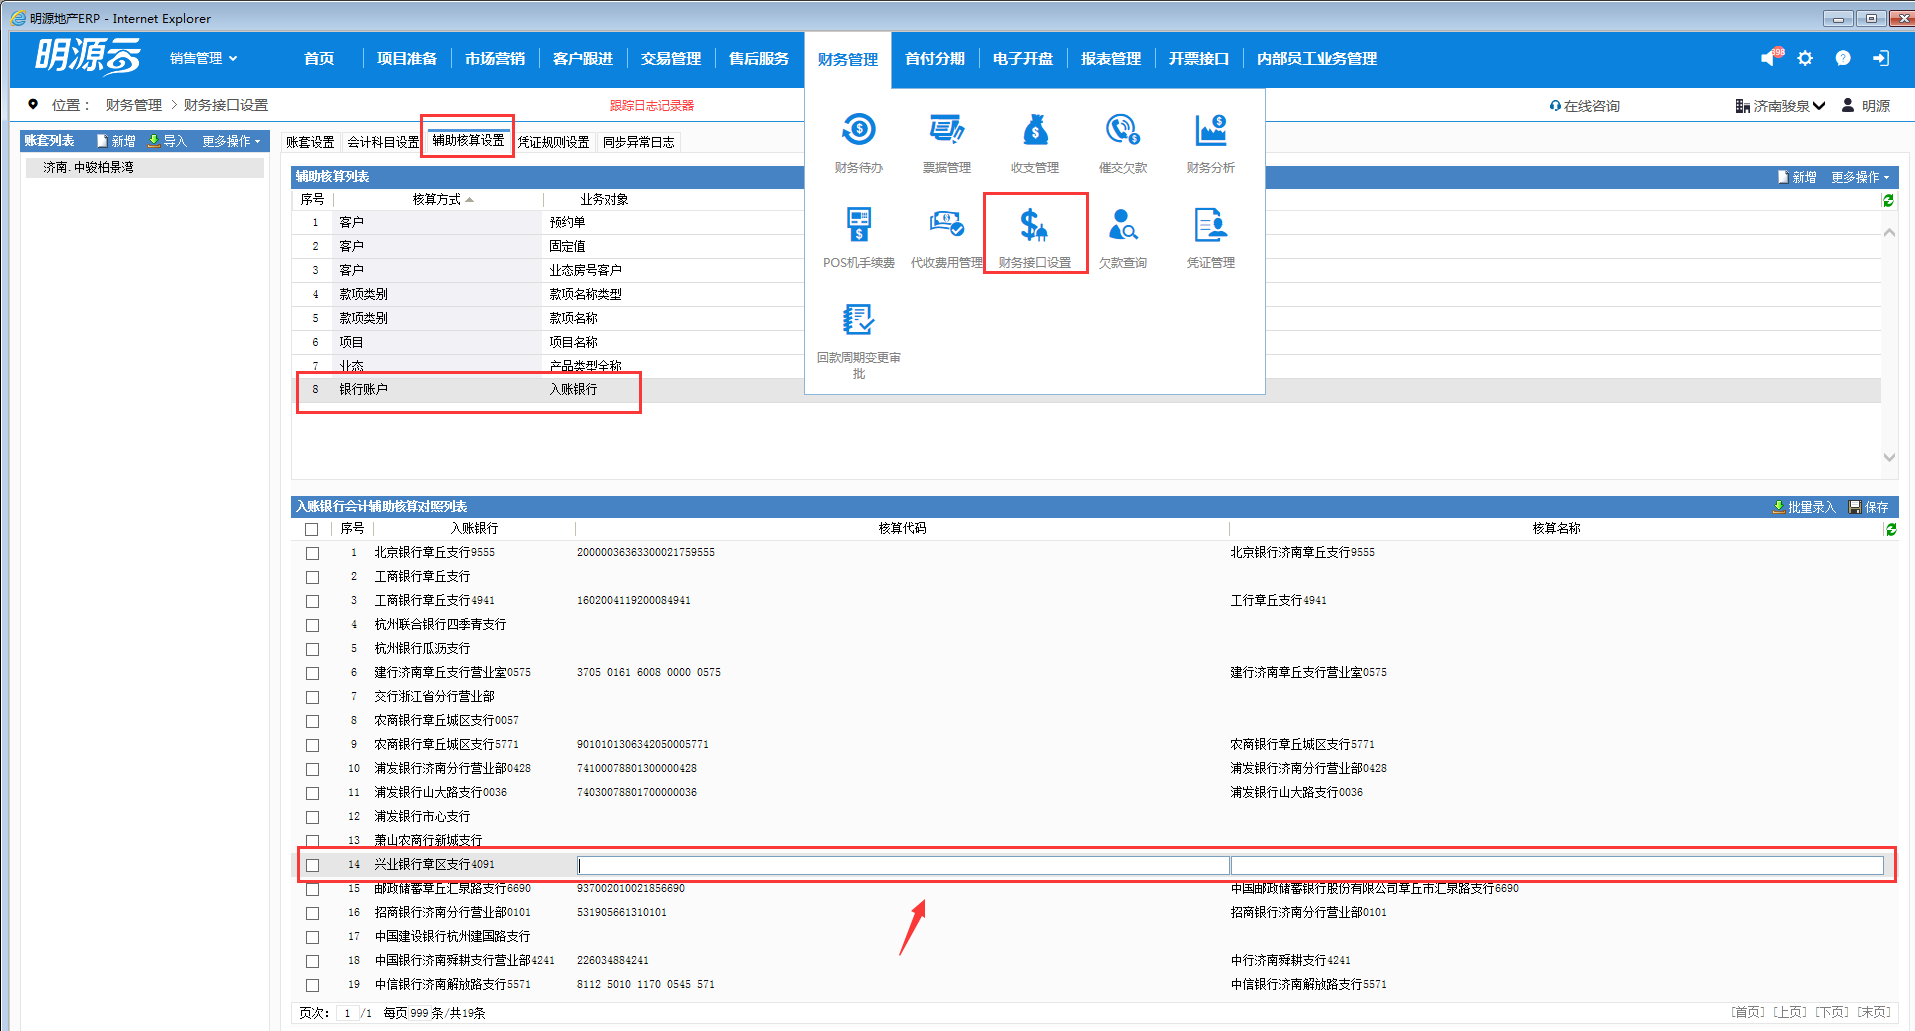 明源地产ERP - Internet Explorer
明源云 销售管理 首页 项目准备 市场营销 客户跟进 交易管理 售后服务 财务管理 首付分期 电子开盘 报表管理 开票接口 内部员工业务管理 398
位置： 财务管理 > 财务接口设置 跟踪日志记录器 在线咨询 济南骏泉 明源
账套列表 新增 导入 更多操作
济南.中骏柏景湾
账套设置 会计科目设置 辅助核算设置 凭证规则设置 同步异常日志
财务待办 票据管理 收支管理 催交欠款 财务分析
POS机手续费 代收费用管理 财务接口设置 欠款查询 凭证管理
回款周期变更审
批
辅助核算列表 新增 更多操作
序号 核算方式 业务对象
1 客户 预约单
2 客户 固定值
3 客户 业态房号客户
4 款项类别 款项名称类型
5 款项类别 款项名称
6 项目 项目名称
7 业态 产品类型全称
8 银行账户 入账银行
入账银行会计辅助核算对照列表 批量录入 保存
序号 入账银行 核算代码 核算名称
1 北京银行章丘支行9555 20000036363300021759555 北京银行济南章丘支行9555
2 工商银行章丘支行
3 工商银行章丘支行4941 1602004119200084941 工行章丘支行4941
4 杭州联合银行四季青支行
5 杭州银行瓜沥支行
6 建行济南章丘支行营业室0575 3705 0161 6008 0000 0575 建行济南章丘支行营业室0575
7 交行浙江省分行营业部
8 农商银行章丘城区支行0057
9 农商银行章丘城区支行5771 9010101306342050005771 农商银行章丘城区支行5771
10 浦发银行济南分行营业部0428 74100078801300000428 浦发银行济南分行营业部0428
11 浦发银行山大路支行0036 74030078801700000036 浦发银行山大路支行0036
12 浦发银行市心支行
13 萧山农商行新城支行
14 兴业银行章区支行4091
15 邮政储蓄章丘汇泉路支行6690 937002010021856690 中国邮政储蓄银行股份有限公司章丘市汇泉路支行6690
16 招商银行济南分行营业部0101 531905661310101 招商银行济南分行营业部0101
17 中国建设银行杭州建国路支行
18 中国银行济南舜耕支行营业部4241 226034884241 中行济南舜耕支行4241
19 中信银行济南解放路支行5571 8112 5010 1170 0545 571 中信银行济南解放路支行5571
页次： 1 /1 每页999条/共19条 [首页] [上页] [下页] [末页]